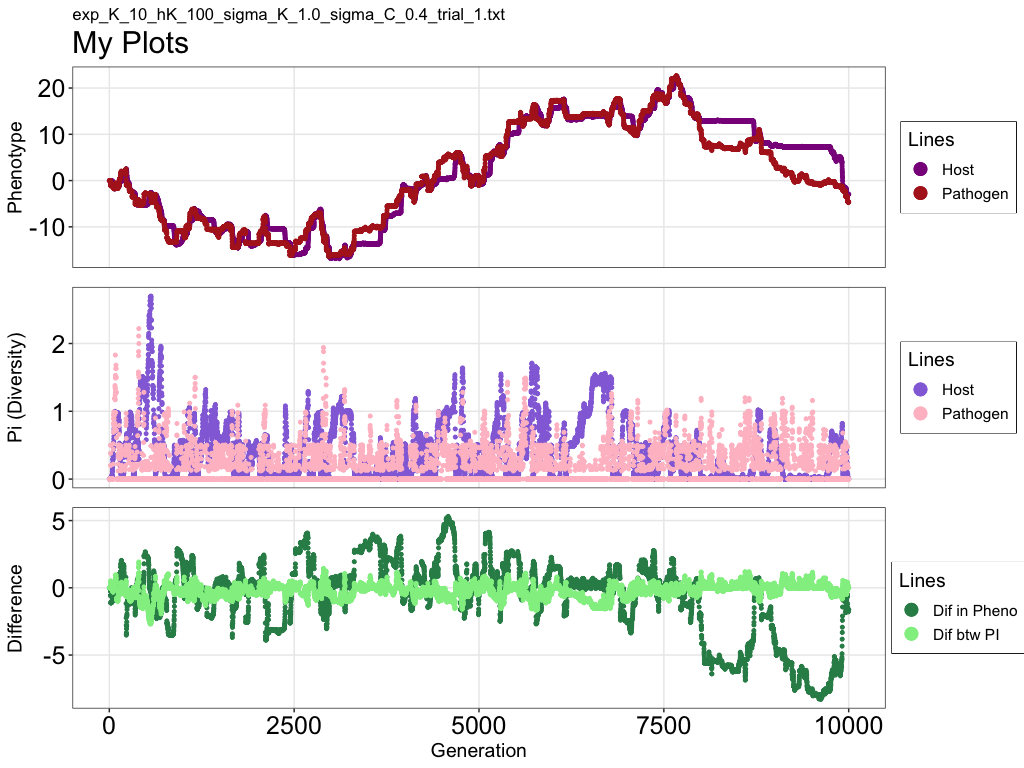 exp_K_10_hK_100_sigma_K_1.0_sigma_C_0.4_trial_1.txt
My Plots
Phenotype
20
10
0
-10
Lines
Host
Pathogen
Pi (Diversity)
2
1
0
Lines
Host
Pathogen
Difference
5
0
-5
Lines
Dif in Pheno
Dif btw PI
0 2500 5000 7500 10000
Generation